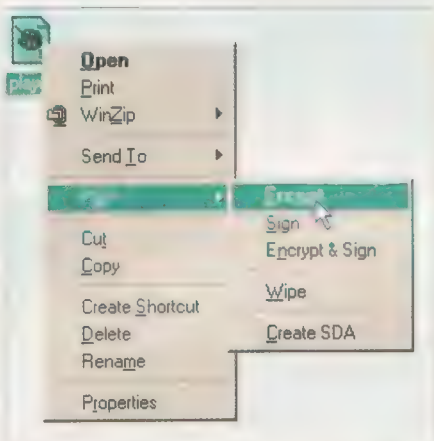 Open
Print
WinZip
Send To
Encrypt
Sign
Encrypt & Sign
Cut
Copy
Wipe
Create Shortcut
Create SDA
Delete
Rename
Properties